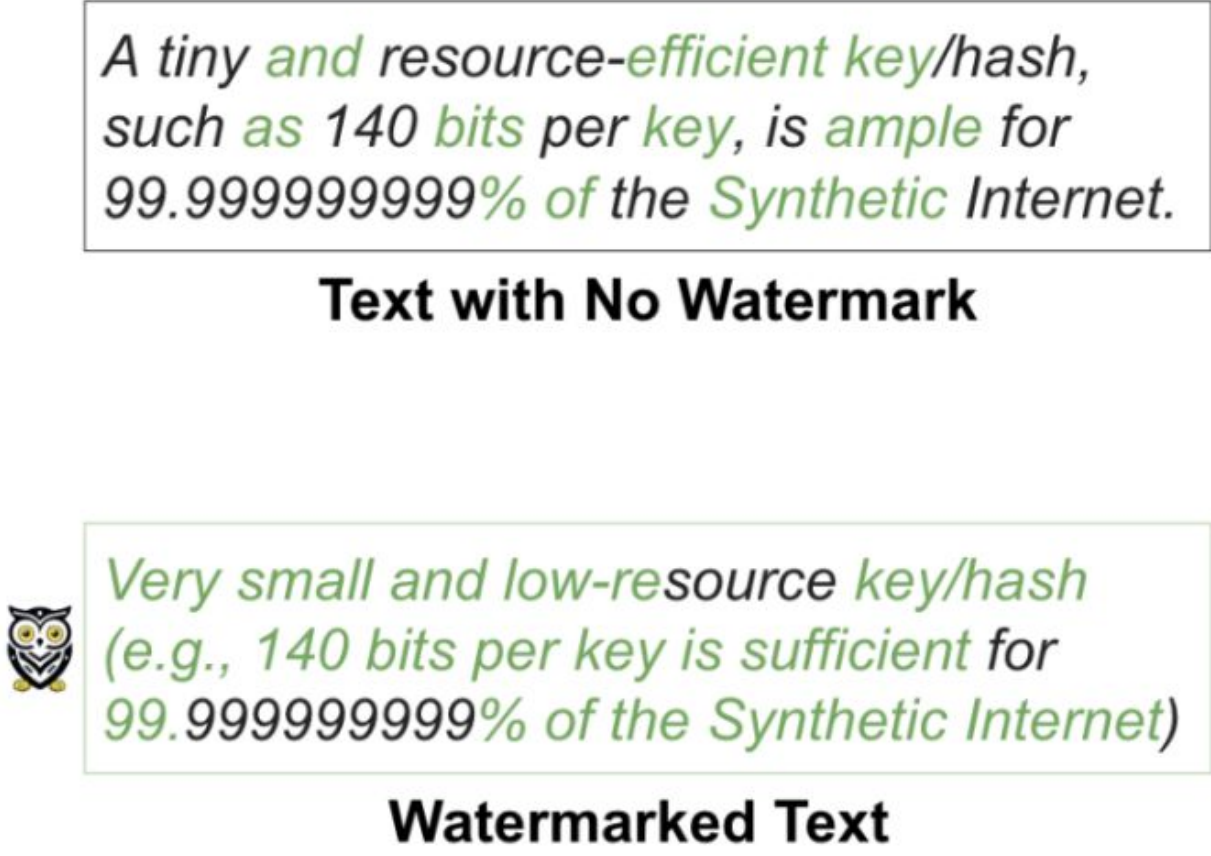 A tiny and resource-efficient key/hash,
such as 140 bits per key, is ample for
99.999999999% of the Synthetic Internet.
Text with No Watermark
Very small and low-resource key/hash
(e.g., 140 bits per key is sufficient for
99.999999999% of the Synthetic Internet)
Watermarked Text